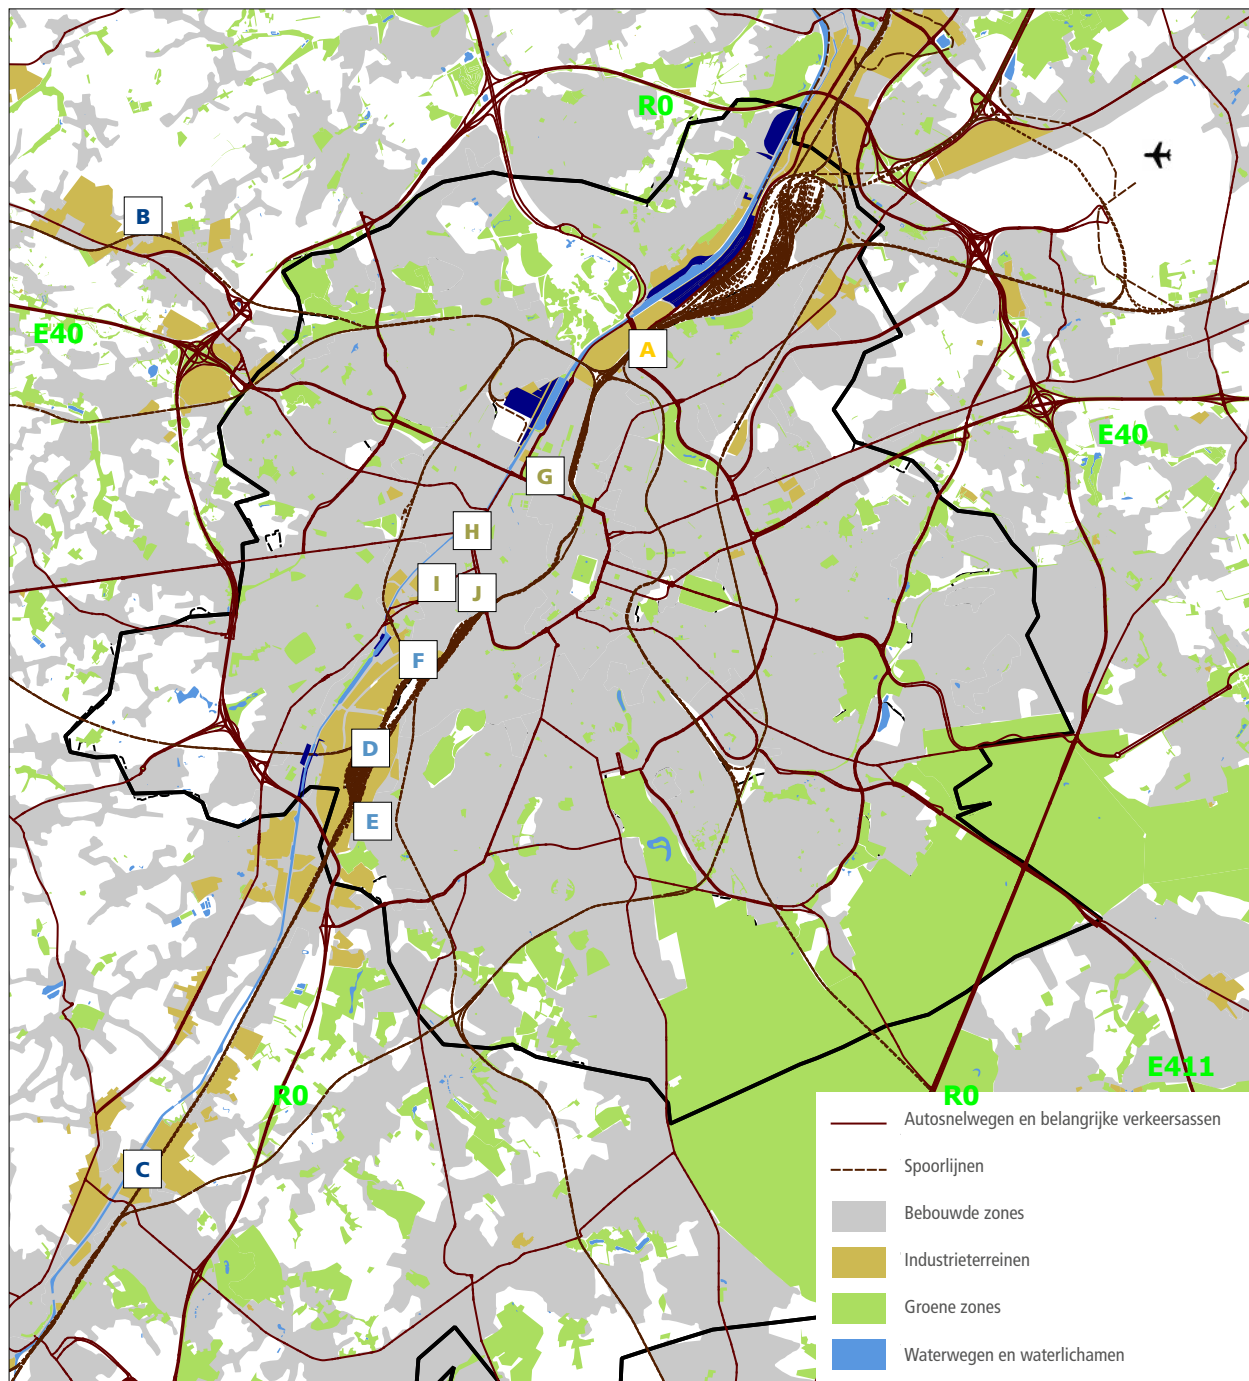 R0
B
E40
A
E40
G
H
I
J
F
D
E
E411
R0
R0
C
Autosnelwegen en belangrijke verkeersassen
Spoorlijnen
Bebouwde zones
Industrieterreinen
Groene zones
Waterwegen en waterlichamen